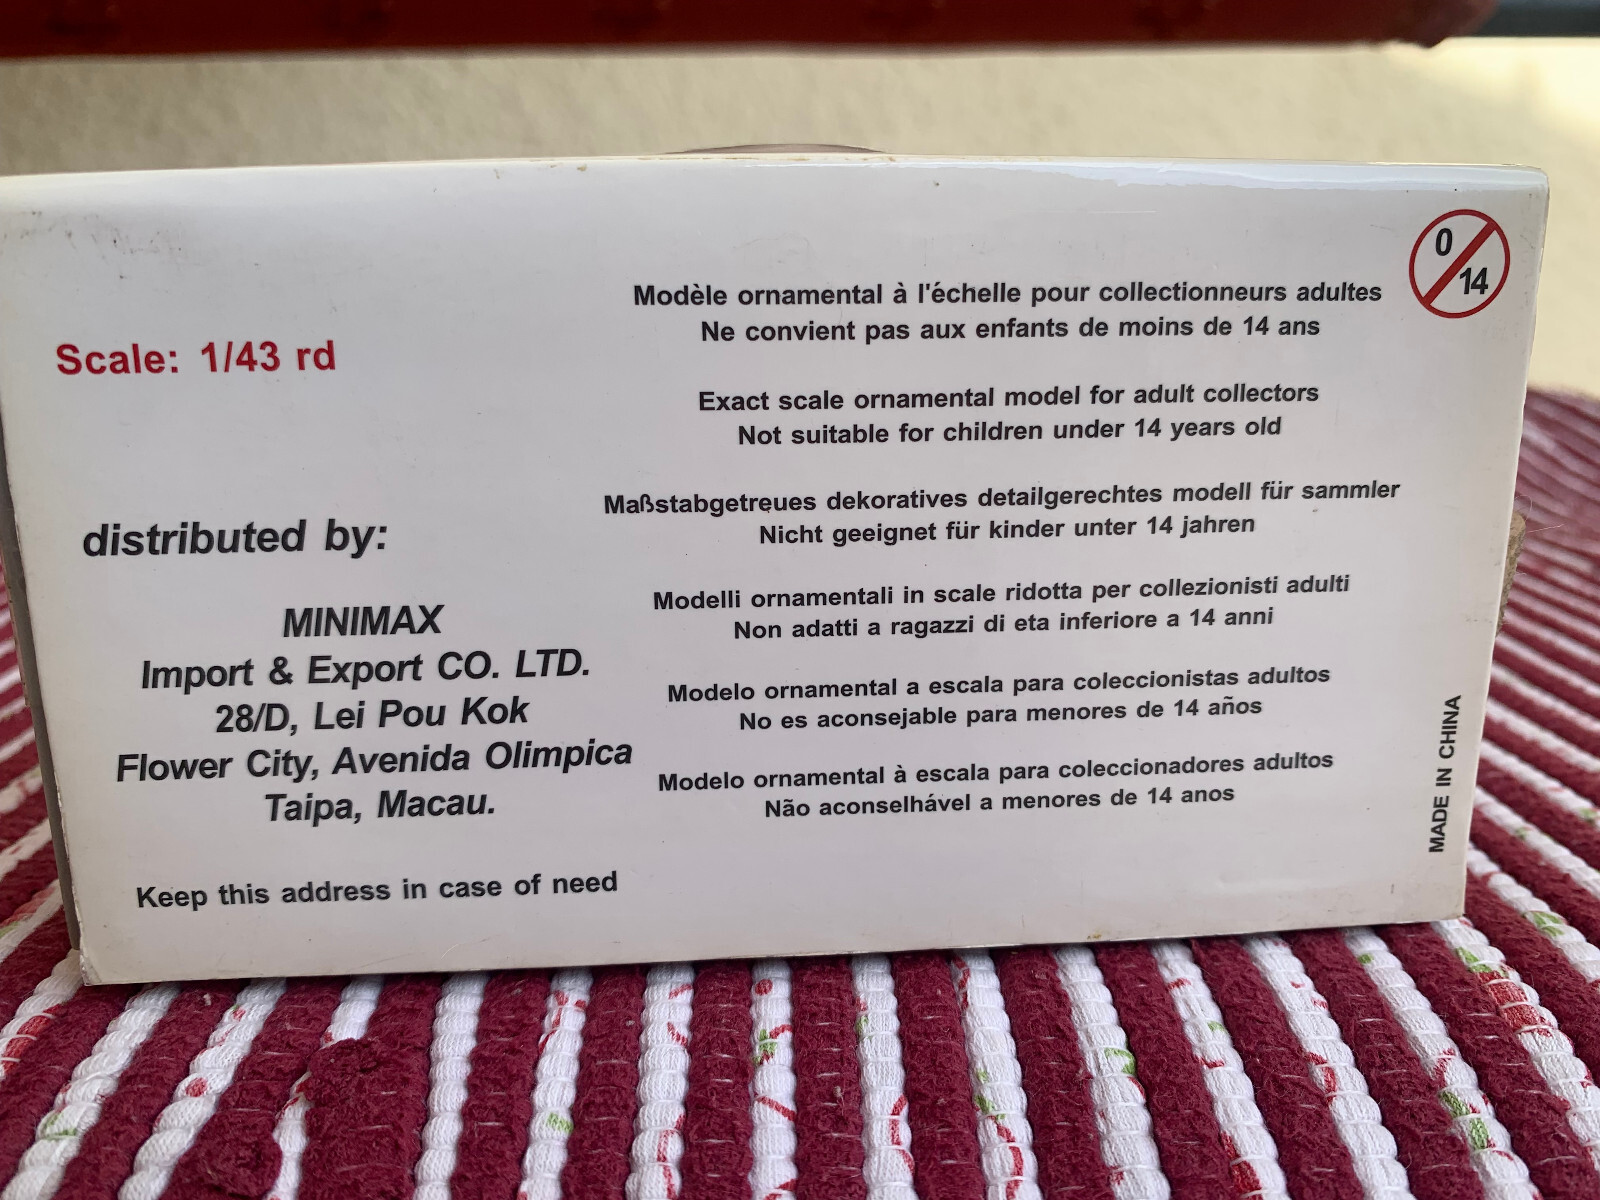 Scale: 1/43 rd
distributed by:
MINIMAX
Import & Export CO. LTD.
28/D, Lei Pou Kok
Flower City, Avenida Olimpica
Taipa, Macau.
Keep this address in case of need
Modèle ornamental à l'échelle pour collectionneurs adultes
Ne convient pas aux enfants de moins de 14 ans
Exact scale ornamental model for adult collectors
Not suitable for children under 14 years old
Maßstabgetreues dekoratives detailgerechtes modell für sammler
Nicht geeignet für kinder unter 14 jahren
Modelli ornamentali in scale ridotta per collezionisti adulti
Non adatti a ragazzi di eta inferiore a 14 anni
Modelo ornamental a escala para coleccionistas adultos
No es aconsejable para menores de 14 años
Modelo ornamental à escala para coleccionadores adultos
Não aconselhável a menores de 14 anos
0
14
MADE IN CHINA